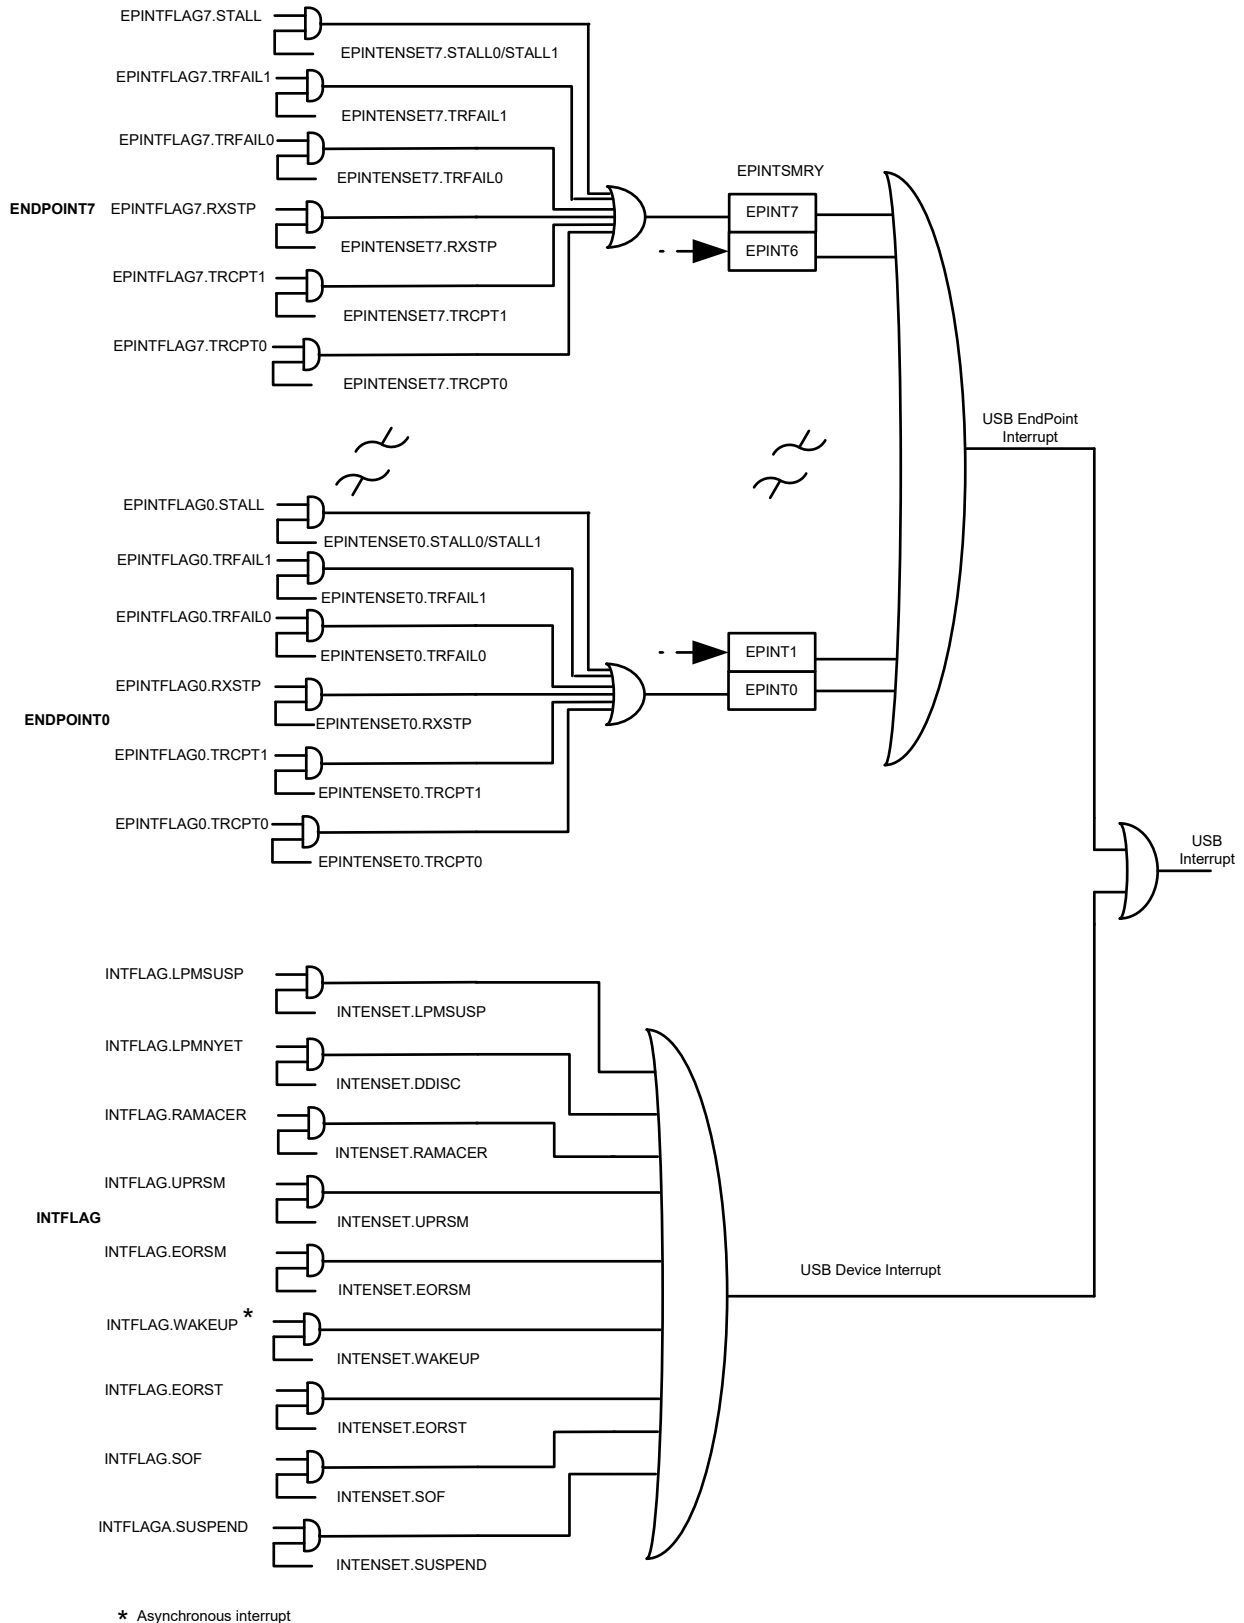 EPINTFLAG7.STALL
EPINTENSET7.STALL0/STALL1
EPINTFLAG7.TRFAIL1
EPINTENSET7.TRFAIL1
EPINTFLAG7.TRFAIL0
EPINTENSET7.TRFAIL0
ENDPOINT7
EPINTFLAG7.RXSTP
EPINTENSET7.RXSTP
EPINTFLAG7.TRCPT1
EPINTENSET7.TRCPT1
EPINTFLAG7.TRCPT0
EPINTENSET7.TRCPT0
EPINTSMRY
EPINT7
EPINT6
USB EndPoint
Interrupt
EPINTFLAG0.STALL
EPINTENSET0.STALL0/STALL1
EPINTFLAG0.TRFAIL1
EPINTENSET0.TRFAIL1
EPINTFLAG0.TRFAIL0
EPINTENSET0.TRFAIL0
EPINTFLAG0.RXSTP
ENDPOINT0
EPINTENSET0.RXSTP
EPINTFLAG0.TRCPT1
EPINTENSET0.TRCPT1
EPINTFLAG0.TRCPT0
EPINTENSET0.TRCPT0
EPINT1
EPINT0
USB
Interrupt
INTFLAG.LPMSUSP
INTENSET.LPMSUSP
INTFLAG.LPMNYET
INTENSET.DDISC
INTFLAG.RAMACER
INTENSET.RAMACER
INTFLAG.UPRSM
INTFLAG
INTENSET.UPRSM
INTFLAG.EORSM
INTENSET.EORSM
USB Device Interrupt
INTFLAG.WAKEUP *
INTENSET.WAKEUP
INTFLAG.EORST
INTENSET.EORST
INTFLAG.SOF
INTENSET.SOF
INTFLAGA.SUSPEND
INTENSET.SUSPEND
* Asynchronous interrupt